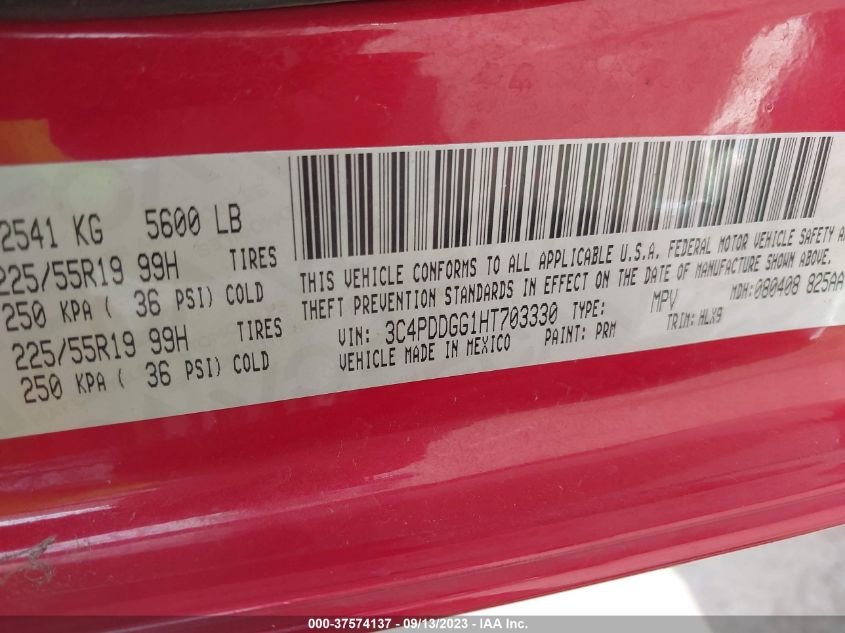 2541 KG 5600 LB
225/55R19 99H TIRES
250 KPA ( 36 PSI) COLD
225/55R19 99H TIRES
250 KPA ( 36 PSI) COLD
THIS VEHICLE CONFORMS TO ALL APPLICABLE U.S.A. FEDERAL MOTOR VEHICLE SAFETY
THEFT PREVENTION STANDARDS IN EFFECT ON THE DATE OF MANUFACTURE SHOWN ABOVE.
VIN: 3C4PDDGG1HT703330 TYPE: MPV MDH:080408 825AA
VEHICLE MADE IN MEXICO PAINT: PRM TRIM: HLX9
000-37574137 - 09/13/2023 - IAA Inc.